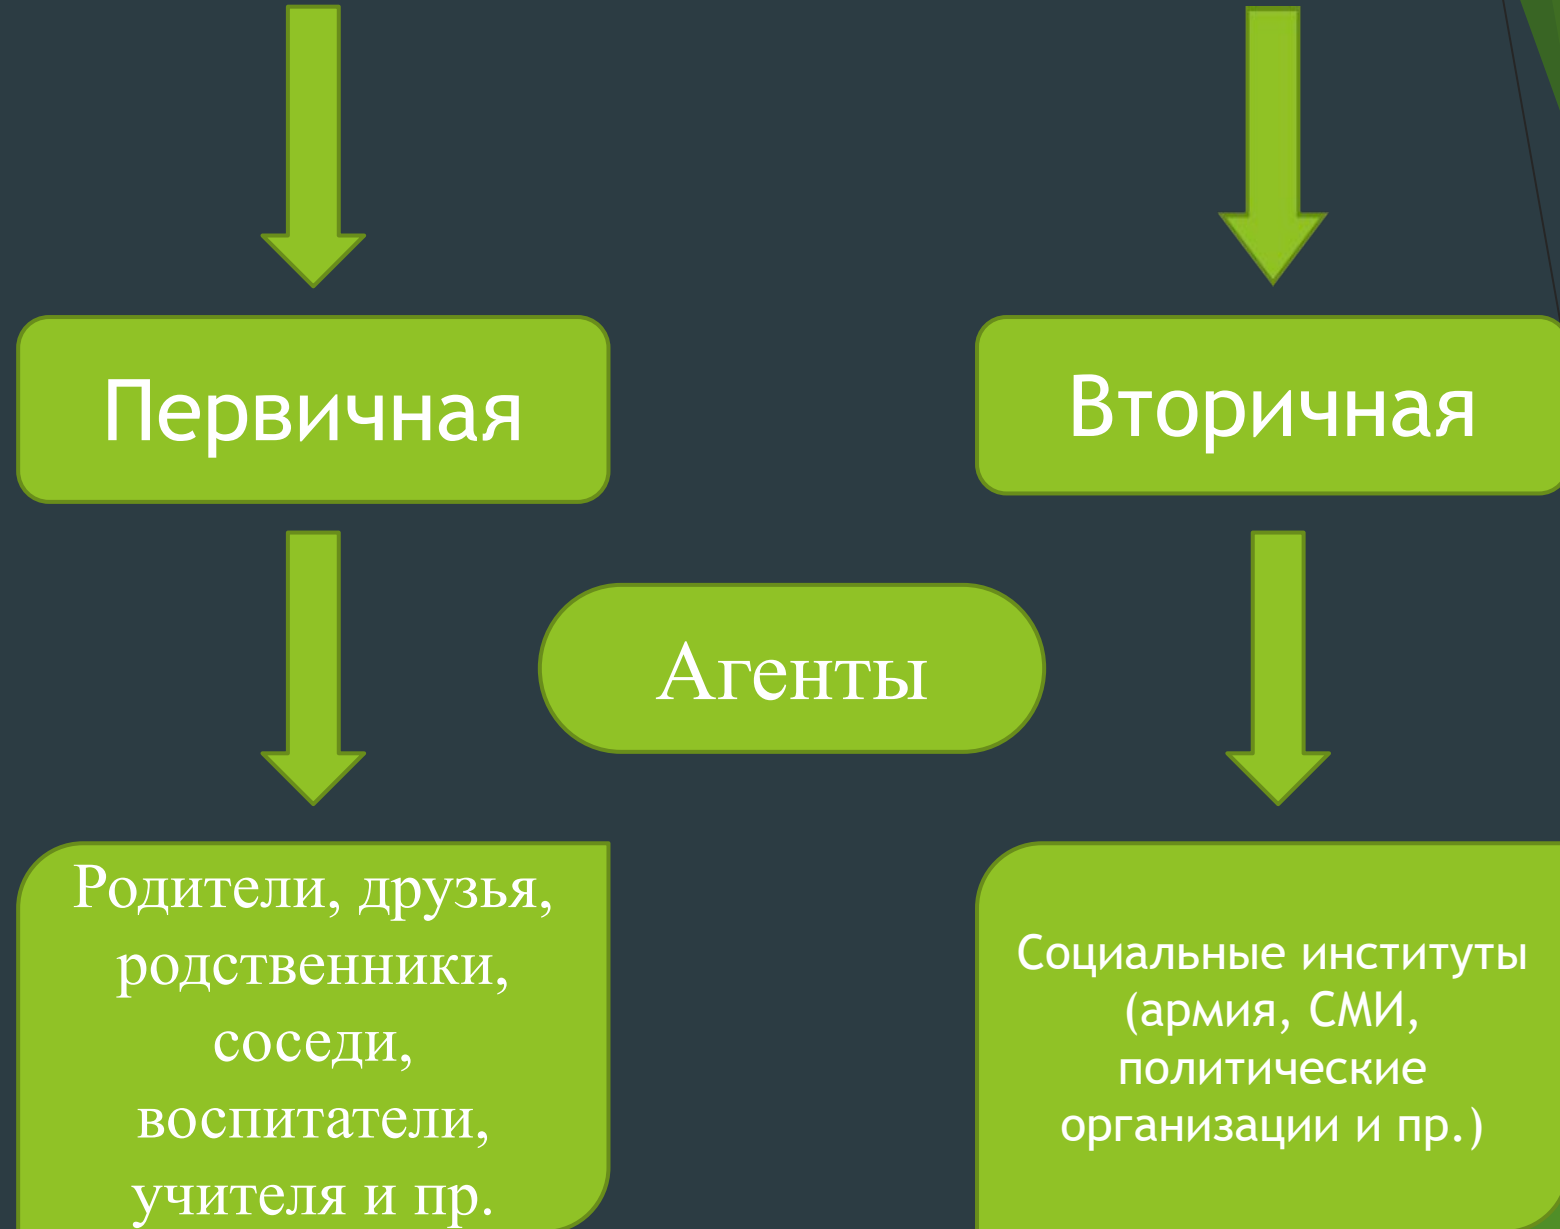 Первичная
Вторичная
Агенты
Родители, друзья,
родственники,
соседи,
воспитатели,
учителя и пр.
Социальные институты
(армия, СМИ,
политические
организации и пр.)